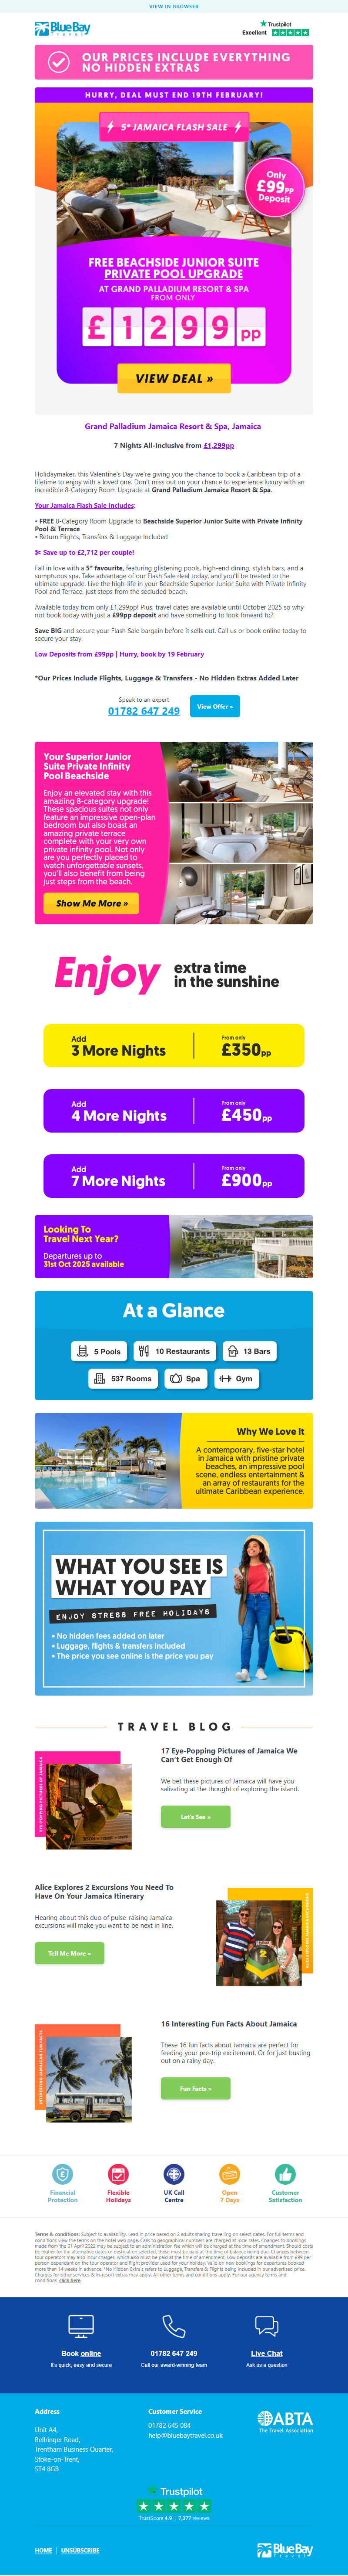 VIEW IN BROWSER
BlueBay
TRAVEL
Trustpilot
Excellent
OUR PRICES INCLUDE EVERYTHING
NO HIDDEN EXTRAS
HURRY, DEAL MUST END 19TH FEBRUARY!
5* JAMAICA FLASH SALE
Only
£99pp
Deposit
FREE BEACHSIDE JUNIOR SUITE
PRIVATE POOL UPGRADE
AT GRAND PALLADIUM RESORT & SPA
FROM ONLY
£1299pp
VIEW DEAL »
Grand Palladium Jamaica Resort & Spa, Jamaica
7 Nights All-Inclusive from £1,299pp
Holidaymaker, this Valentine's Day we're giving you the chance to book a Caribbean trip of a
lifetime to enjoy with a loved one. Don't miss out on your chance to experience luxury with an
incredible 8-Category Room Upgrade at Grand Palladium Jamaica Resort & Spa.
Your Jamaica Flash Sale Includes:
• FREE 8-Category Room Upgrade to Beachside Superior Junior Suite with Private Infinity
Pool & Terrace
• Return Flights, Transfers & Luggage Included
✄ Save up to £2,712 per couple!
Fall in love with a 5* favourite, featuring glistening pools, high-end dining, stylish bars, and a
sumptuous spa. Take advantage of our Flash Sale deal today, and you'll be treated to the
ultimate upgrade. Live the high-life in your Beachside Superior Junior Suite with Private Infinity
Pool and Terrace, just steps from the secluded beach.
Available today from only £1,299pp! Plus, travel dates are available until October 2025 so why
not book today with just a £99pp deposit and have something to look forward to?
Save BIG and secure your Flash Sale bargain before it sells out. Call us or book online today to
secure your stay.
Low Deposits from £99pp | Hurry, book by 19 February
*Our Prices Include Flights, Luggage & Transfers - No Hidden Extras Added Later
Speak to an expert
01782 647 249
View Offer »
Your Superior Junior
Suite Private Infinity
Pool Beachside
Enjoy an elevated stay with this
amazing 8-category upgrade!
These spacious suites not only
feature an impressive open-plan
bedroom but also boast an
amazing private terrace
complete with your very own
private infinity pool. Not only
are you perfectly placed to
watch unforgettable sunsets,
you'll also benefit from being
just steps from the beach.
Show Me More »
Enjoy extra time
in the sunshine
Add
3 More Nights
From only
£350pp
Add
4 More Nights
From only
£450pp
Add
7 More Nights
From only
£900pp
Looking To
Travel Next Year?
Departures up to
31st Oct 2025 available
At a Glance
5 Pools
10 Restaurants
13 Bars
537 Rooms
Spa
Gym
Why We Love It
A contemporary, five-star hotel
in Jamaica with pristine private
beaches, an impressive pool
scene, endless entertainment &
an array of restaurants for the
ultimate Caribbean experience.
WHAT YOU SEE IS
WHAT YOU PAY
ENJOY STRESS FREE HOLIDAYS
• No hidden fees added on later
• Luggage, flights & transfers included
• The price you see online is the price you pay
TRAVEL BLOG
17 Eye-Popping Pictures of Jamaica We
Can't Get Enough Of
We bet these pictures of Jamaica will have you
salivating at the thought of exploring the island.
Let's See »
Alice Explores 2 Excursions You Need To
Have On Your Jamaica Itinerary
Hearing about this duo of pulse-raising Jamaica
excursions will make you want to be next in line.
Tell Me More »
16 Interesting Fun Facts About Jamaica
These 16 fun facts about Jamaica are perfect for
feeding your pre-trip excitement. Or for just busting
out on a rainy day.
Fun Facts »
Financial
Protection
Flexible
Holidays
UK Call
Centre
Open
7 Days
Customer
Satisfaction
Terms & conditions: Subject to availability. Lead in price based on 2 adults sharing travelling on select dates. For full terms and
conditions view the terms on the hotel web page. Calls to geographical numbers are charged at local rates. Changes to bookings
made from the 01 April 2022 may be subject to an administration fee which will be charged at the time of amendment. Should costs
be higher for the alternative dates or destination selected, these must be paid at the time of balance being due. Changes between
tour operators may also incur charges, which also must be paid at the time of amendment. Low deposits are available from £99 per
person dependent on the tour operator and flight provider used for your holiday. Valid on new bookings for departures booked
more than 14 weeks in advance. *No Hidden Extra's refers to Luggage, Transfers & Flights being included in our advertised price.
Charges for other services & in-resort extras may apply. All other terms and conditions apply. For our agency terms and
conditions, click here.
Book online
It's quick, easy and secure
01782 647 249
Call our award-winning team
Live Chat
Ask us a question
Address
Unit A4,
Bellringer Road,
Trentham Business Quarter,
Stoke-on-Trent,
ST4 8GB
Customer Service
01782 645 084
help@bluebaytravel.co.uk
ABTA
The Travel Association
Trustpilot
TrustScore 4.9 | 7,377 reviews
HOME | UNSUBSCRIBE
BlueBay
TRAVEL